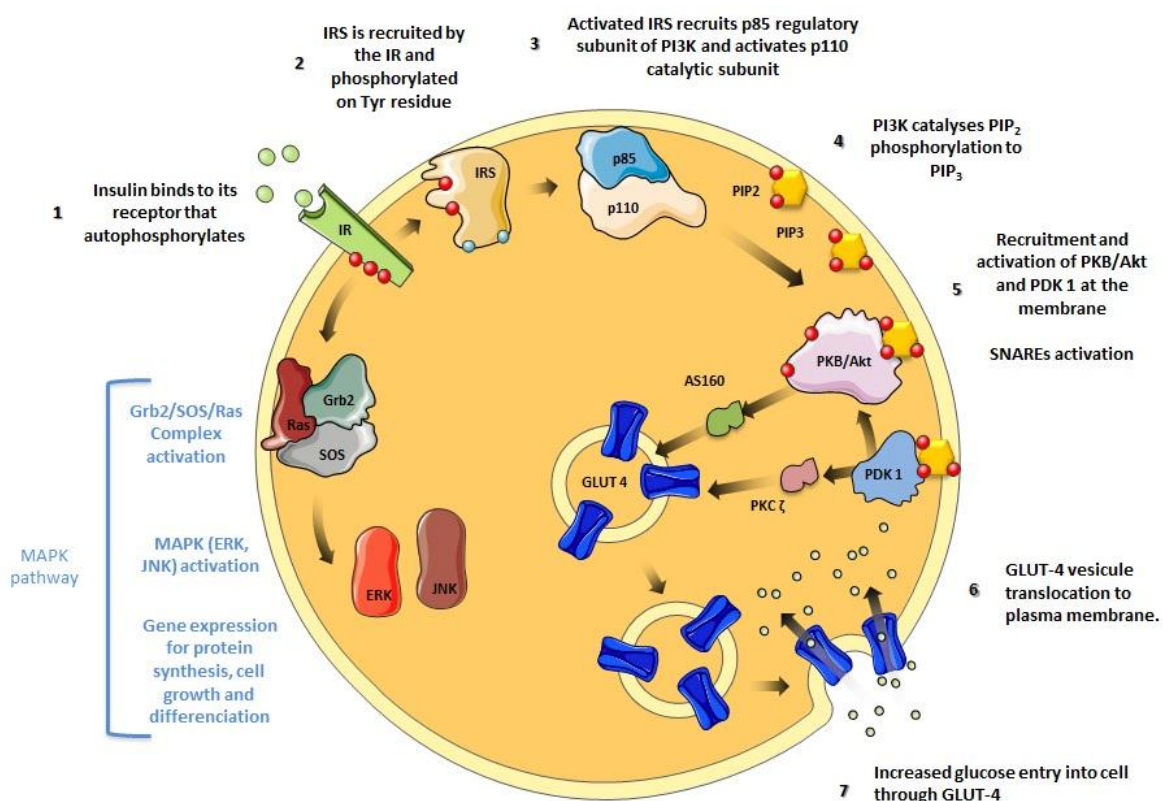 1
Insulin binds to its
receptor that
autophosphorylates
2
IRS is recruited by
the IR and
phosphorylated
on Tyr residue
3
Activated IRS recruits p85 regulatory
subunit of PI3K and activates p110
catalytic subunit
4
PI3K catalyses PIP2
phosphorylation to
PIP3
5
Recruitment and
activation of PKB/Akt
and PDK 1 at the
membrane
SNAREs activation
6
GLUT-4 vesicule
translocation to
plasma membrane.
7
Increased glucose entry into cell
through GLUT-4
IR
IRS
p85
p110
PIP2
PIP3
PKB/Akt
AS160
PDK 1
PKC ζ
GLUT 4
Grb2
Ras
SOS
ERK
JNK
MAPK
pathway
Grb2/SOS/Ras
Complex
activation
MAPK (ERK,
JNK) activation
Gene expression
for protein
synthesis, cell
growth and
differenciation